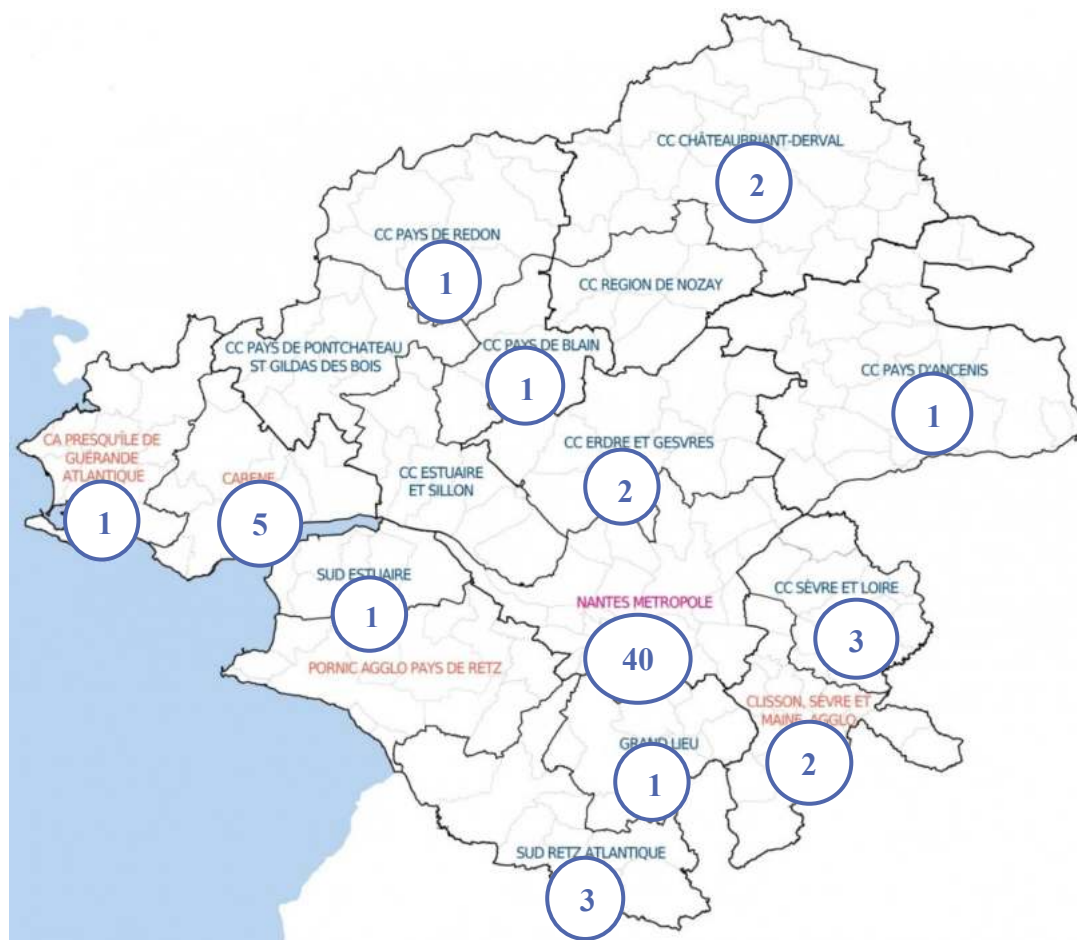 CC CHÂTEAUBRIANT-DERVAL
2
CC PAYS DE REDON
1
CC REGION DE NOZAY
CC PAYS DE PONTCHATEAU
ST GILDAS DES BOIS
CC PAYS DE BLAIN
1
CC PAYS D'ANCENIS
1
CA PRESQU'ÎLE DE
GUÉRANDE
ATLANTIQUE
1
CARENE
5
CC ESTUAIRE
ET SILLON
CC ERDRE ET GESVRES
2
SUD ESTUAIRE
1
NANTES METROPOLE
40
CC SÈVRE ET LOIRE
3
PORNIC AGGLO PAYS DE RETZ
CLISSON, SÈVRE ET
MAINE, AGGLO
2
GRAND LIEU
1
SUD RETZ ATLANTIQUE
3